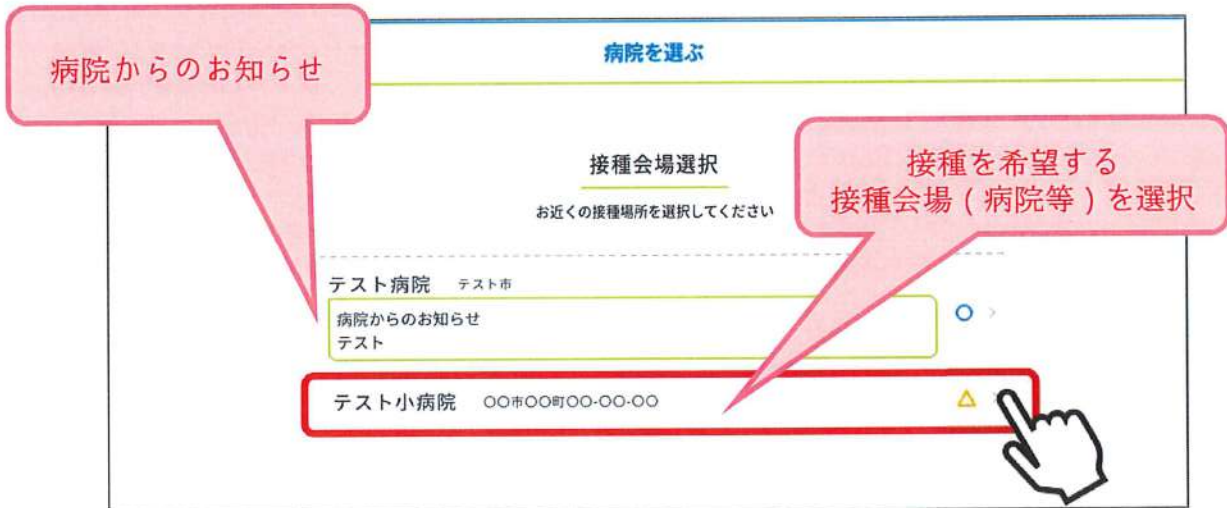 病院からのお知らせ
病院を選ぶ
接種会場選択
お近くの接種場所を選択してください
接種を希望する
接種会場(病院等)を選択
テスト病院 テスト市
病院からのお知らせ
テスト
テスト小病院 〇〇市〇〇町〇〇-〇〇-〇〇